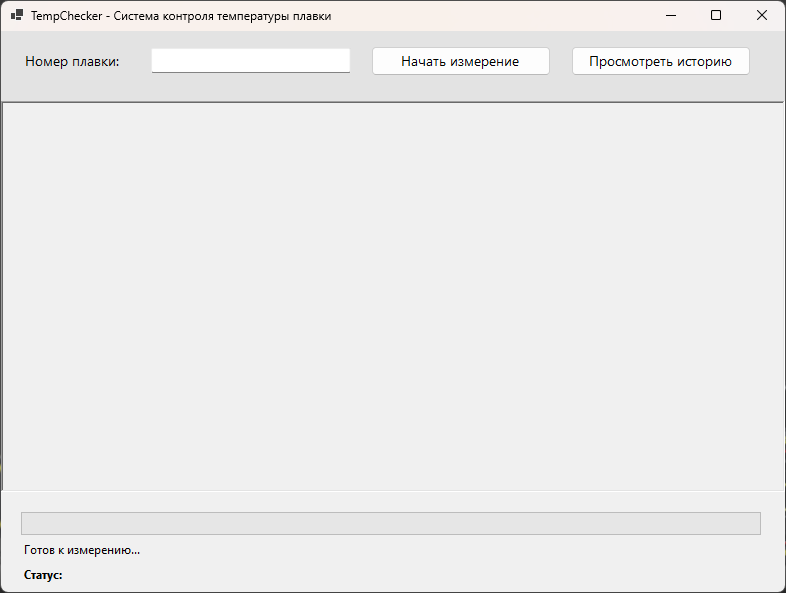 TempChecker - Система контроля температуры плавки
Номер плавки:
Начать измерение
Просмотреть историю
Готов к измерению...
Статус: